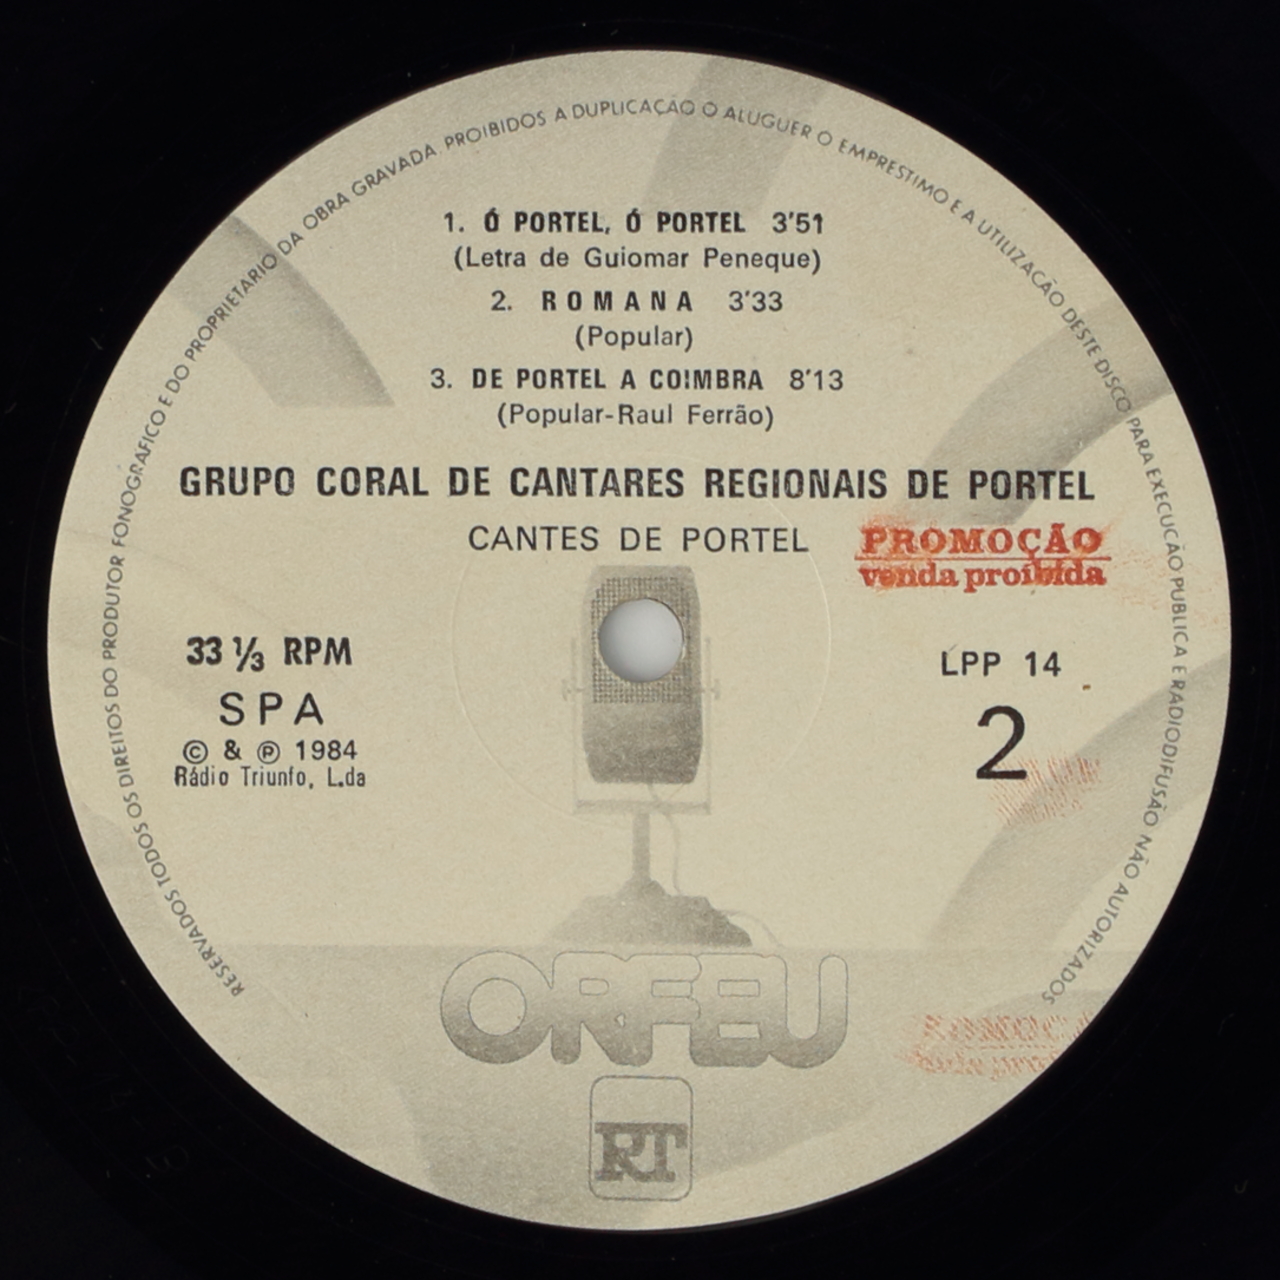 RESERVADOS TODOS OS DIREITOS DO PRODUTOR FONOGRÁFICO E DO PROPRIETARIO DA OBRA GRAVADA. PROIBIDOS A DUPLICAÇÃO O ALUGUER O EMPRESTIMO E A UTILIZAÇÃO DESTE DISCO PARA EXECUÇÃO PUBLICA E RADIODIFUSÃO NÃO AUTORIZADOS
1. Ó PORTEL, Ó PORTEL 3'51
(Letra de Guiomar Peneque)
2. ROMANA 3'33
(Popular)
3. DE PORTEL A COIMBRA 8'13
(Popular-Raul Ferrão)
GRUPO CORAL DE CANTARES REGIONAIS DE PORTEL
CANTES DE PORTEL
PROMOÇÃO
venda proibida
33 1/3 RPM
SPA
© & ℗ 1984
Rádio Triunfo, L.da
LPP 14
2
ORFEU
RT